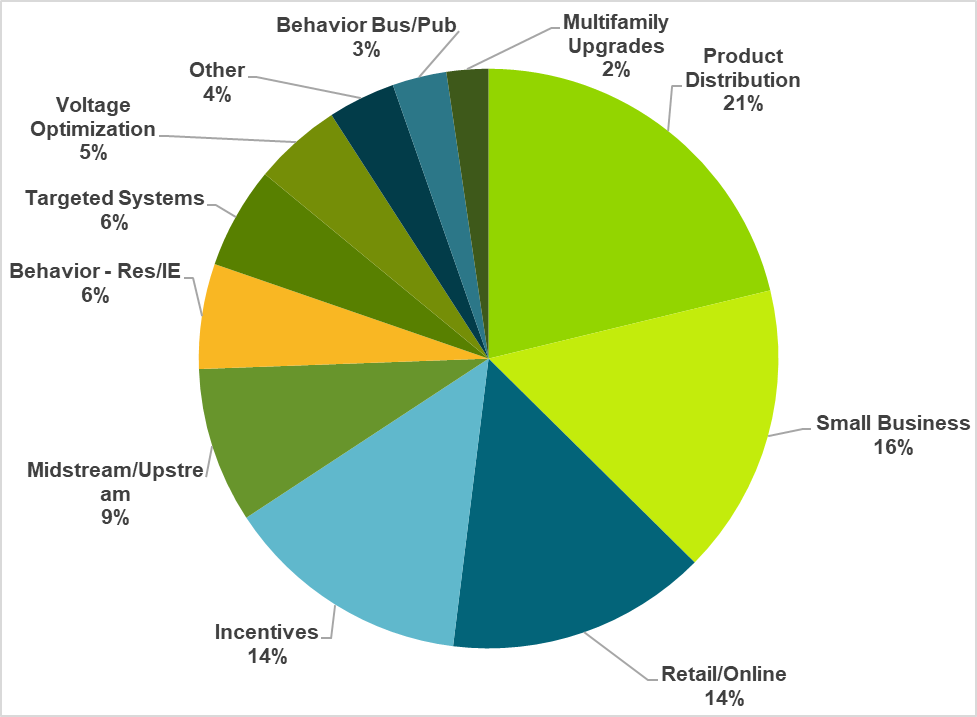 Behavior Bus/Pub
3%
Multifamily
Upgrades
2%
Product
Distribution
21%
Other
4%
Voltage
Optimization
5%
Targeted Systems
6%
Behavior - Res/IE
6%
Small Business
16%
Midstream/Upstre
am
9%
Incentives
14%
Retail/Online
14%